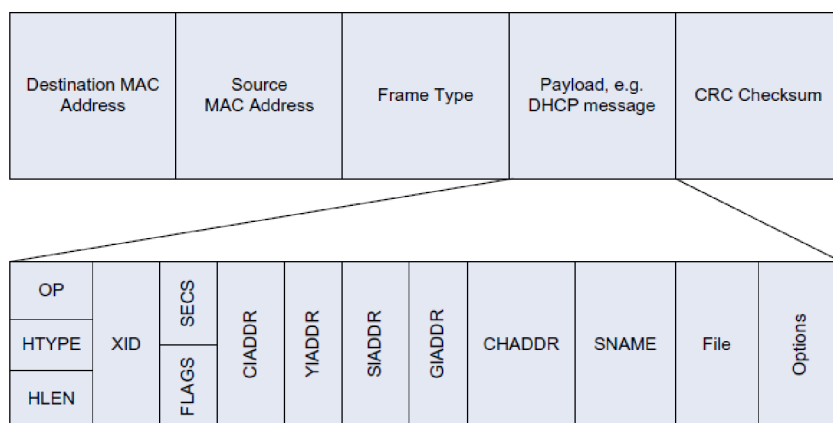 Destination MAC
Address
Source
MAC Address
Frame Type
Payload, e.g.
DHCP message
CRC Checksum
OP
HTYPE
HLEN
XID
SECS
FLAGS
CIADDR
YIADDR
SIADDR
GIADDR
CHADDR
SNAME
File
Options